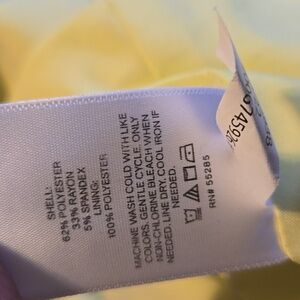 SHELL:
62% POLYESTER
33% RAYON
5% SPANDEX
LINING:
100% POLYESTER
MACHINE WASH COLD WITH LIKE
COLORS, GENTLE CYCLE. ONLY
NON-CHLORINE BLEACH WHEN
NEEDED. LINE DRY. COOL IRON IF
NEEDED.
RN# 55285